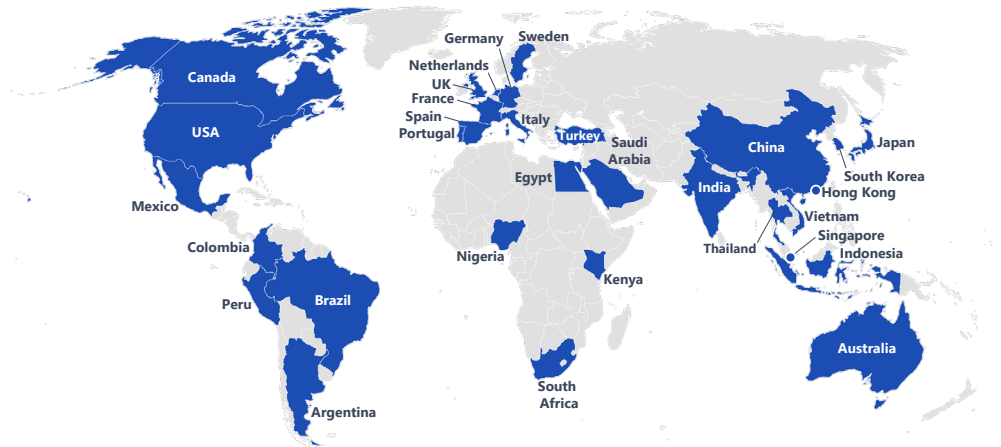 Germany
Sweden
Netherlands
UK
France
Spain
Portugal
Italy
Turkey
Canada
USA
Mexico
Colombia
Peru
Brazil
Argentina
Saudi
Arabia
Egypt
Nigeria
Kenya
South
Africa
China
Japan
South Korea
Hong Kong
India
Vietnam
Thailand
Singapore
Indonesia
Australia